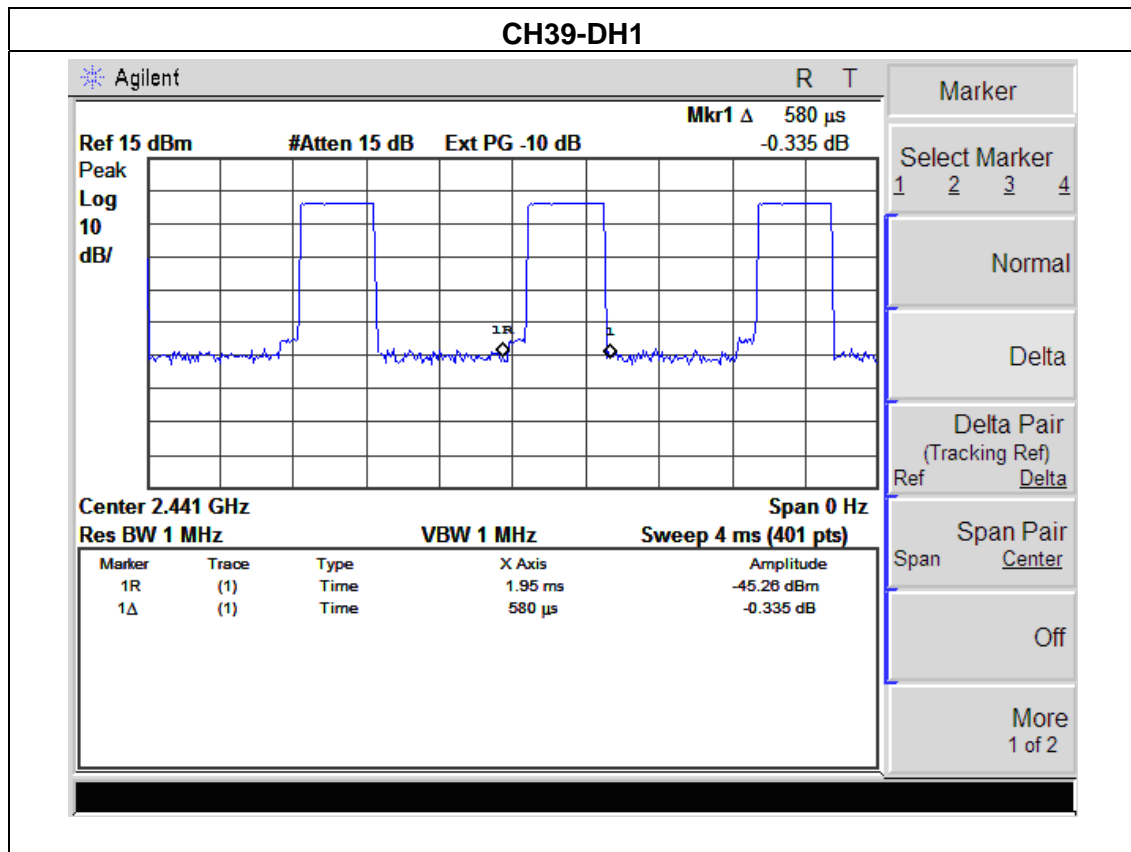 CH39-DH1
Agilent R T
Mkr1 Δ 580 μs
Ref 15 dBm #Atten 15 dB Ext PG -10 dB -0.335 dB
Peak
Log
10
dB/
1R 1
Center 2.441 GHz Span 0 Hz
Res BW 1 MHz VBW 1 MHz Sweep 4 ms (401 pts)
Marker Trace Type X Axis Amplitude
1R (1) Time 1.95 ms -45.26 dBm
1Δ (1) Time 580 μs -0.335 dB
Marker
Select Marker
1 2 3 4
Normal
Delta
Delta Pair
(Tracking Ref)
Ref Delta
Span Pair
Span Center
Off
More
1 of 2